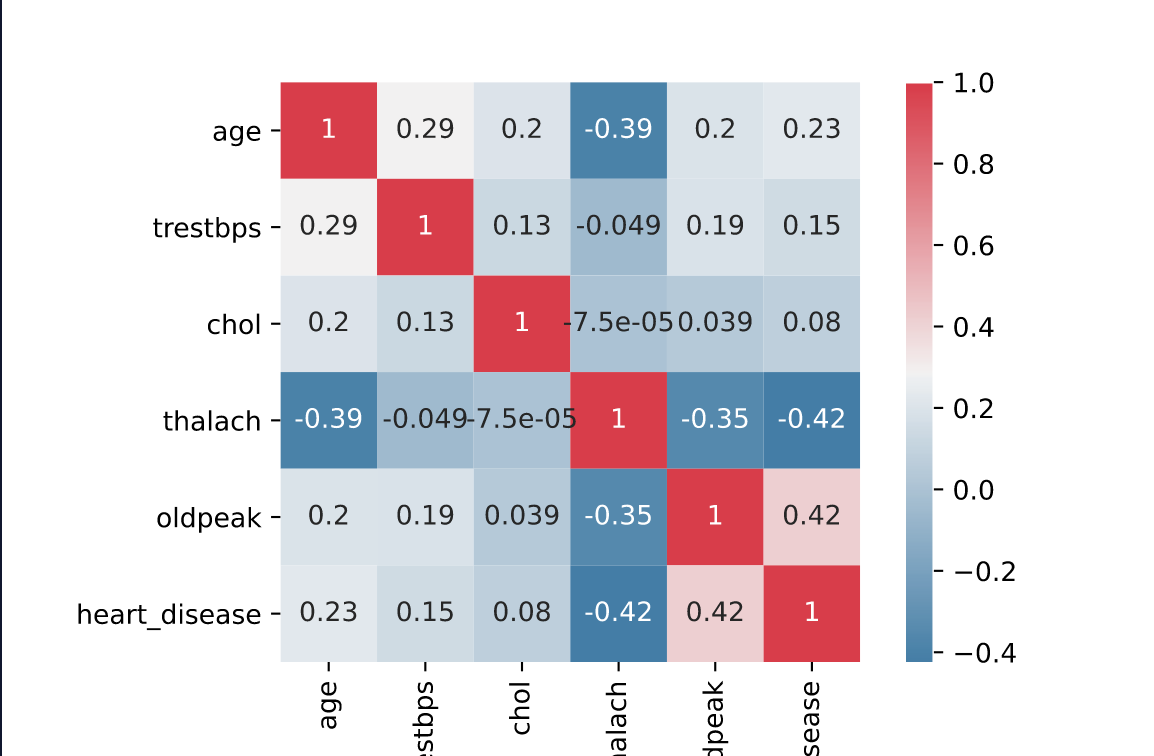 1.0
age 1 0.29 0.2 -0.39 0.2 0.23
0.8
trestbps 0.29 1 0.13 -0.049 0.19 0.15
0.6
chol 0.2 0.13 1 -7.5e-05 0.039 0.08
0.4
0.2
thalach -0.39 -0.049 -7.5e-05 1 -0.35 -0.42
0.0
oldpeak 0.2 0.19 0.039 -0.35 1 0.42
−0.2
heart_disease 0.23 0.15 0.08 -0.42 0.42 1
−0.4
age estbps chol alach dpeak sease